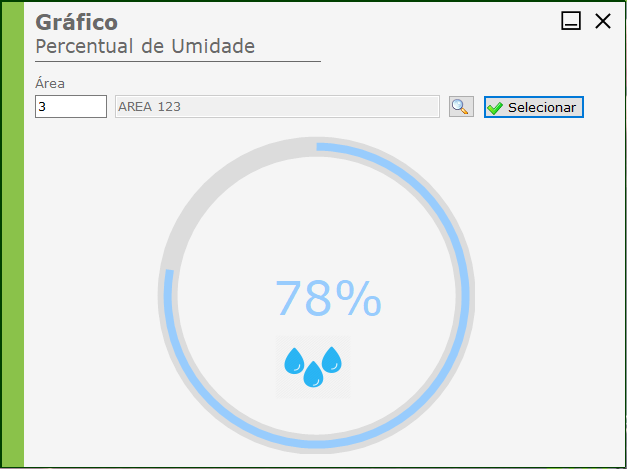 Gráfico
Percentual de Umidade
Área
3
AREA 123
Selecionar
78%